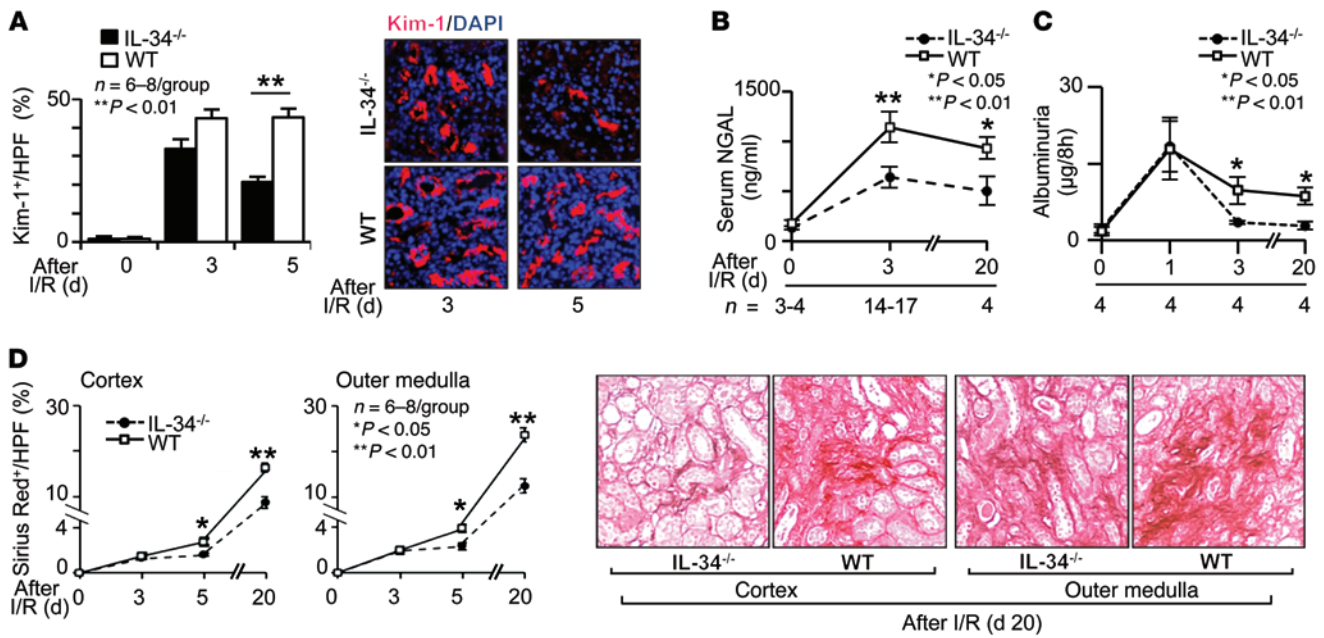 A
IL-34-/-
WT
n = 6–8/group
**P < 0.01
**
Kim-1+/HPF (%)
50
0
After
I/R (d)
0 3 5
Kim-1/DAPI
IL-34-/-
WT
After
I/R (d)
3 5
B
IL-34-/-
WT
*P < 0.05
**P < 0.01
Serum NGAL
(ng/ml)
1500
0
**
*
After
I/R (d)
0 3 20
n = 3-4 14-17 4
C
IL-34-/-
WT
*P < 0.05
**P < 0.01
Albuminuria
(µg/8h)
30
0
*
*
0 1 3 20
4 4 4 4
D
Cortex
Sirius Red+/HPF (%)
30
10
4
0
IL-34-/-
WT
*
**
After
I/R (d)
0 3 5 20
Outer medulla
n = 6–8/group
*P < 0.05
**P < 0.01
30
10
4
0
*
**
0 3 5 20
IL-34-/- WT IL-34-/- WT
Cortex Outer medulla
After I/R (d 20)